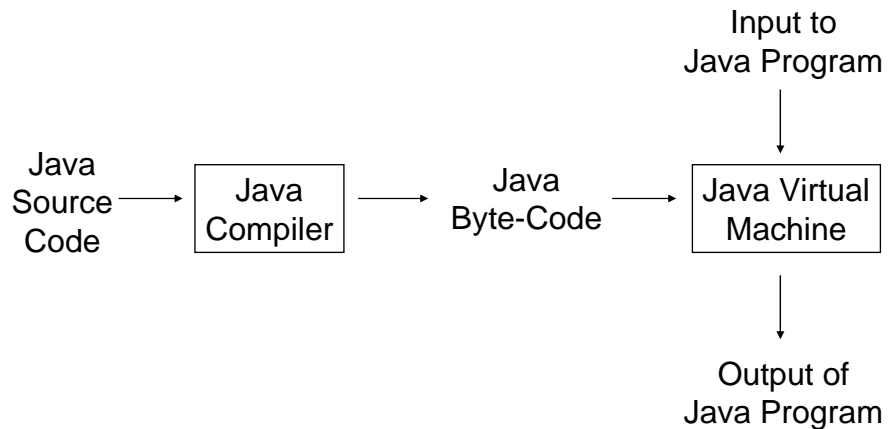 Input to
Java Program
Java
Source
Code
Java
Compiler
Java
Byte-Code
Java Virtual
Machine
Output of
Java Program